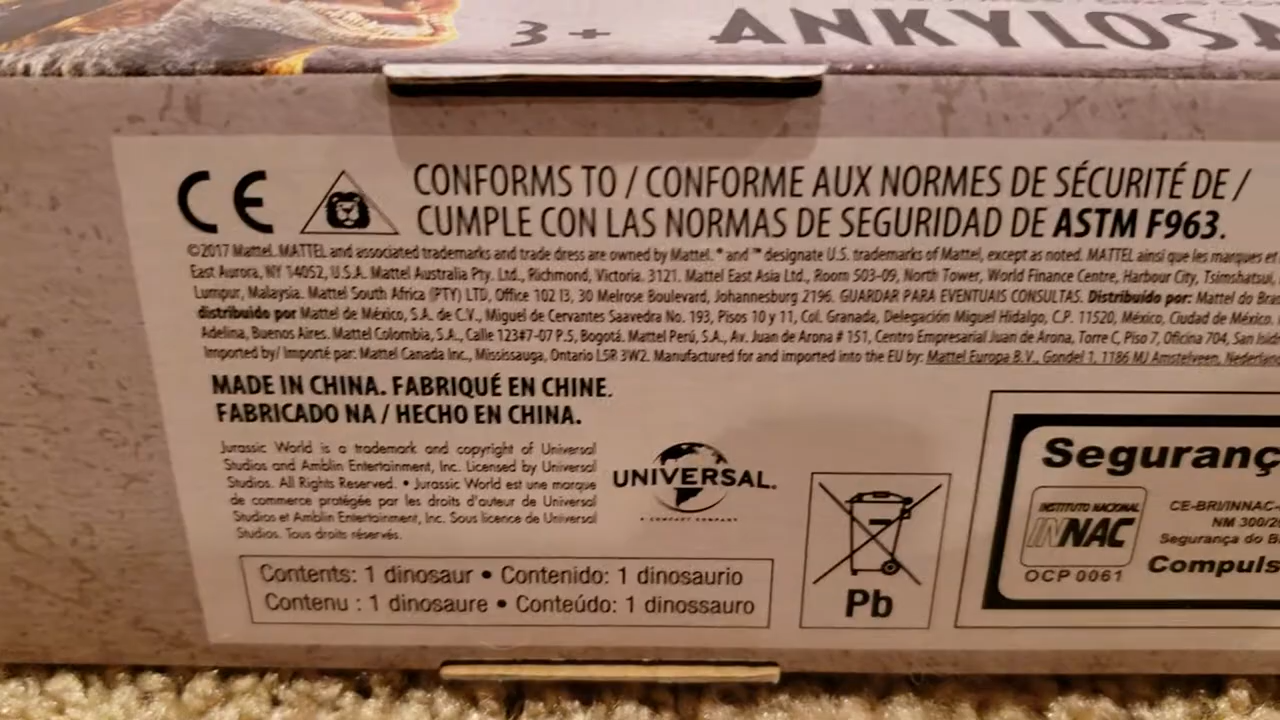 3+ ANKYLOSA
CE
CONFORMS TO / CONFORME AUX NORMES DE SÉCURITÉ DE /
CUMPLE CON LAS NORMAS DE SEGURIDAD DE ASTM F963.
©2017 Mattel. MATTEL and associated trademarks and trade dress are owned by Mattel. ® and ™ designate U.S. trademarks of Mattel, except as noted. MATTEL ainsi que les marques et
East Aurora, NY 14052, U.S.A. Mattel Australia Pty. Ltd., Richmond, Victoria. 3121. Mattel East Asia Ltd., Room 503-09, North Tower, World Finance Centre, Harbour City, Tsimshatsui,
Lumpur, Malaysia. Mattel South Africa (PTY) LTD, Office 102 I3, 30 Melrose Boulevard, Johannesburg 2196. GUARDAR PARA EVENTUAIS CONSULTAS. Distribuído por: Mattel do Bras
distribuido por Mattel de México, S.A. de C.V., Miguel de Cervantes Saavedra No. 193, Pisos 10 y 11, Col. Granada, Delegación Miguel Hidalgo, C.P. 11520, México, Ciudad de México.
Adelina, Buenos Aires. Mattel Colombia, S.A., Calle 123#7-07 P.5, Bogotá. Mattel Perú, S.A., Av. Juan de Arona # 151, Centro Empresarial Juan de Arona, Torre C, Piso 7, Oficina 704, San Isid
Imported by/ Importé par: Mattel Canada Inc., Mississauga, Ontario L5R 3W2. Manufactured for and imported into the EU by: Mattel Europa B.V., Gondel 1, 1186 MJ Amstelveen, Nederlan
MADE IN CHINA. FABRIQUÉ EN CHINE.
FABRICADO NA / HECHO EN CHINA.
Jurassic World is a trademark and copyright of Universal
Studios and Amblin Entertainment, Inc. Licensed by Universal
Studios. All Rights Reserved. • Jurassic World est une marque
de commerce protégée par les droits d'auteur de Universal
Studios et Amblin Entertainment, Inc. Sous licence de Universal
Studios. Tous droits réservés.
UNIVERSAL
A COMCAST COMPANY
Contents: 1 dinosaur • Contenido: 1 dinosaurio
Contenu : 1 dinosaure • Conteúdo: 1 dinossauro
Pb
Seguranç
INSTITUTO NACIONAL
INNAC
OCP 0061
CE-BRI/INNAC-
NM 300/2
Segurança do B
Compuls